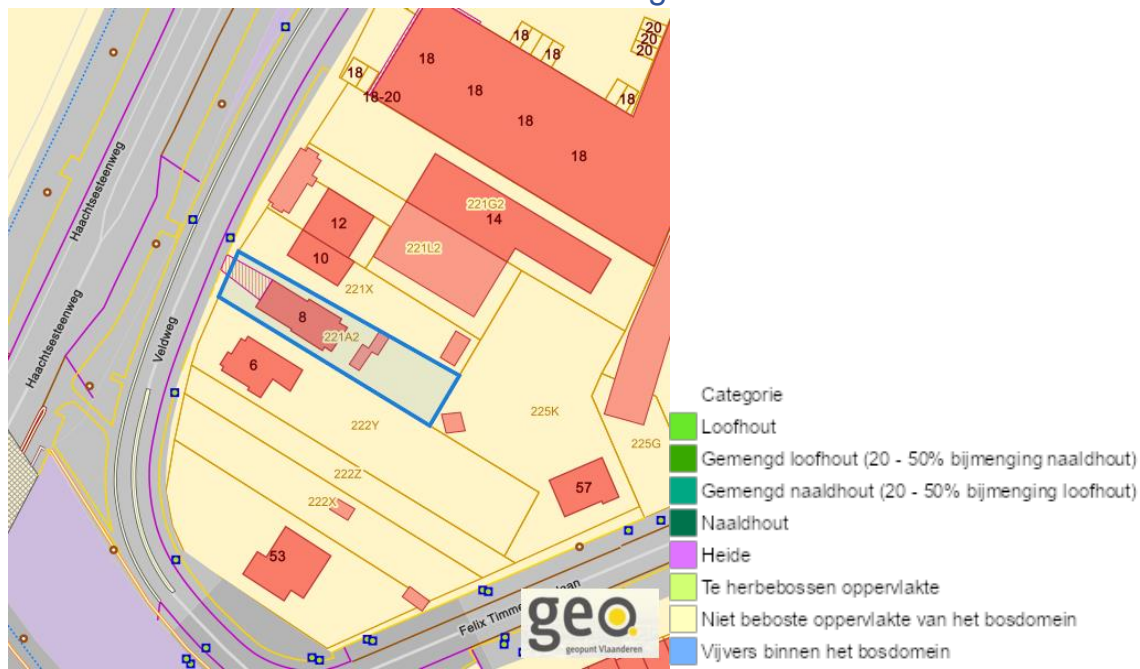 18
18
20
20
20
18
18
18
18-20
18
18
18
18
Haachtsesteenweg
221G2
14
12
221L2
10
221X
Haachtsesteenweg
8
221A2
Veldweg
6
225K
222Y
225G
222Z
57
222X
53
geo.
geopunt Vlaanderen
Categorie
Loofhout
Gemengd loofhout (20 - 50% bijmenging naaldhout)
Gemengd naaldhout (20 - 50% bijmenging loofhout)
Naaldhout
Heide
Te herbebossen oppervlakte
Niet beboste oppervlakte van het bosdomein
Vijvers binnen het bosdomein